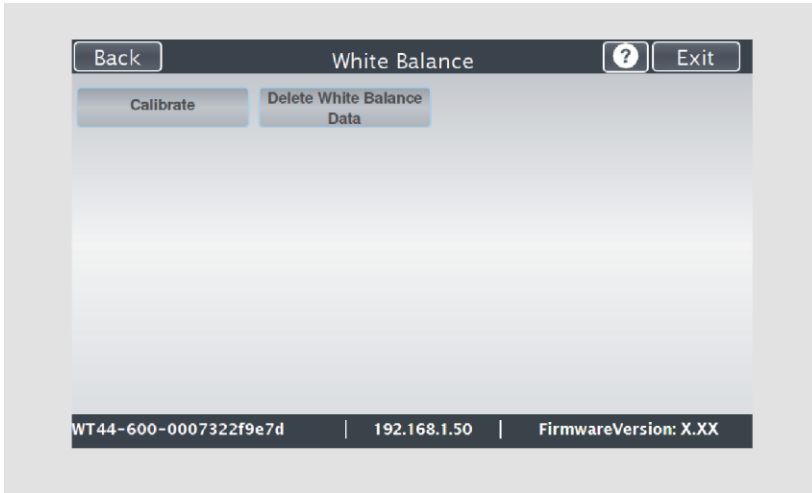 Back
White Balance
?
Exit
Calibrate
Delete White Balance
Data
WT44-600-0007322f9e7d | 192.168.1.50 | FirmwareVersion: X.XX